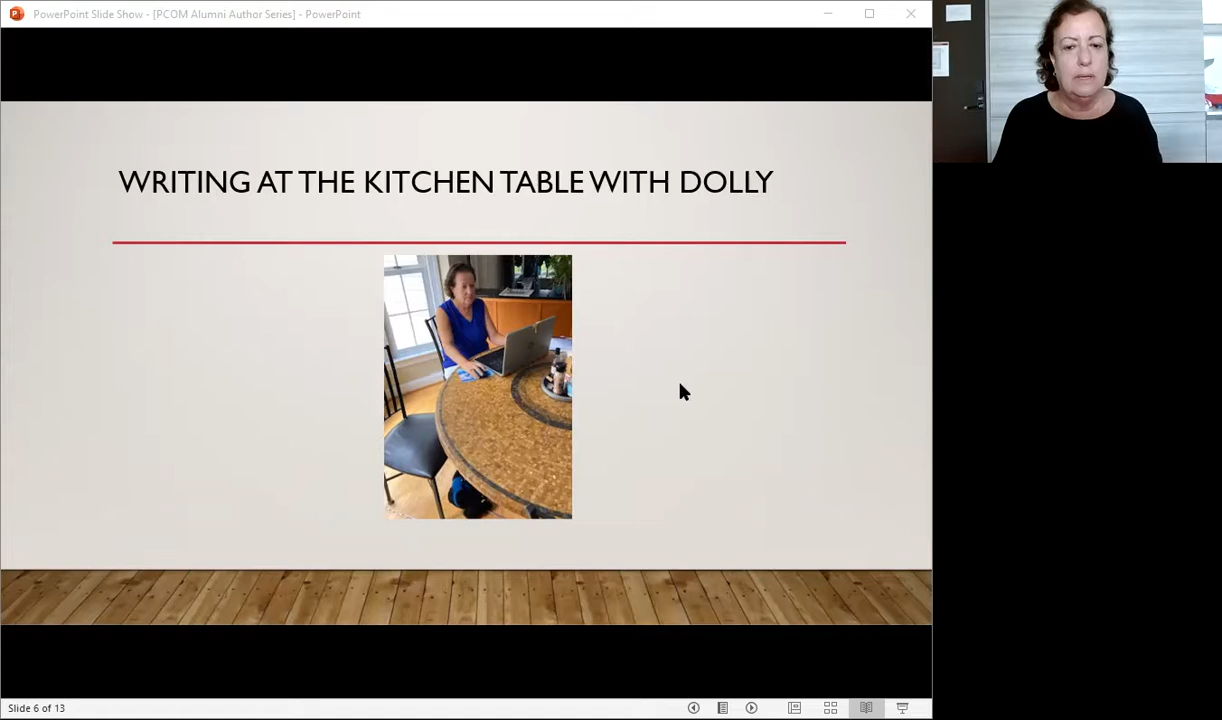 PowerPoint Slide Show - [PCOM Alumni Author Series] - PowerPoint
WRITING AT THE KITCHEN TABLE WITH DOLLY
Slide 6 of 13